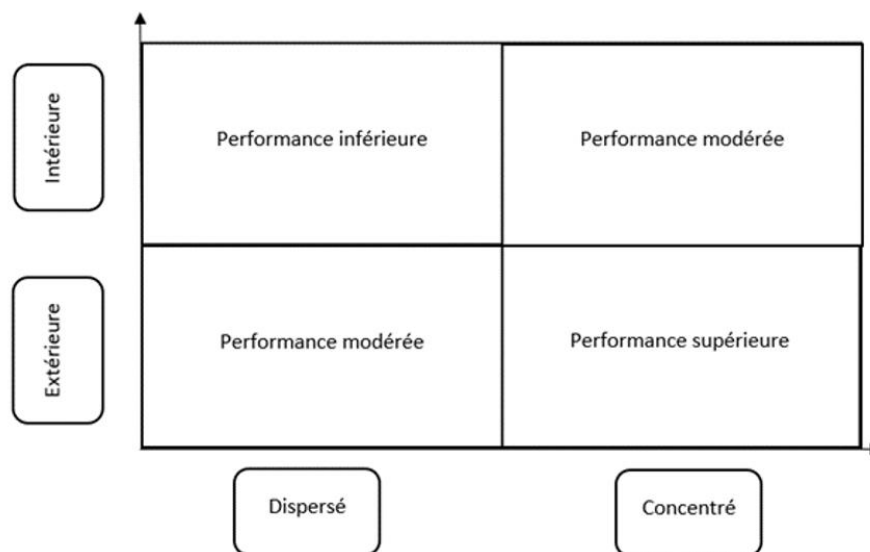 Intérieure
Performance inférieure
Performance modérée
Extérieure
Performance modérée
Performance supérieure
Dispersé
Concentré